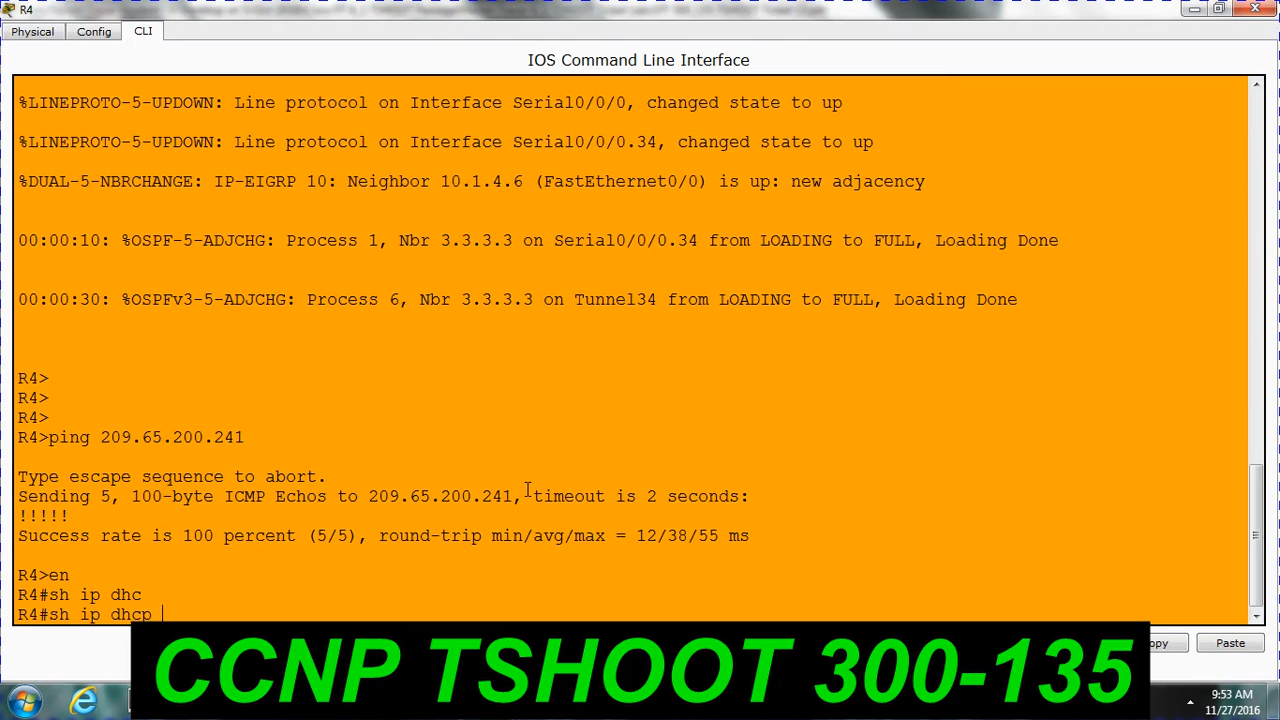 R4
Physical
Config
CLI
IOS Command Line Interface
%LINEPROTO-5-UPDOWN: Line protocol on Interface Serial0/0/0, changed state to up
%LINEPROTO-5-UPDOWN: Line protocol on Interface Serial0/0/0.34, changed state to up
%DUAL-5-NBRCHANGE: IP-EIGRP 10: Neighbor 10.1.4.6 (FastEthernet0/0) is up: new adjacency
00:00:10: %OSPF-5-ADJCHG: Process 1, Nbr 3.3.3.3 on Serial0/0/0.34 from LOADING to FULL, Loading Done
00:00:30: %OSPFv3-5-ADJCHG: Process 6, Nbr 3.3.3.3 on Tunnel34 from LOADING to FULL, Loading Done
R4>
R4>
R4>
R4>ping 209.65.200.241
Type escape sequence to abort.
Sending 5, 100-byte ICMP Echos to 209.65.200.241, timeout is 2 seconds:
!!!!!
Success rate is 100 percent (5/5), round-trip min/avg/max = 12/38/55 ms
R4>en
R4#sh ip dhc
R4#sh ip dhcp
opy
Paste
CCNP TSHOOT 300-135
9:53 AM
11/27/2016